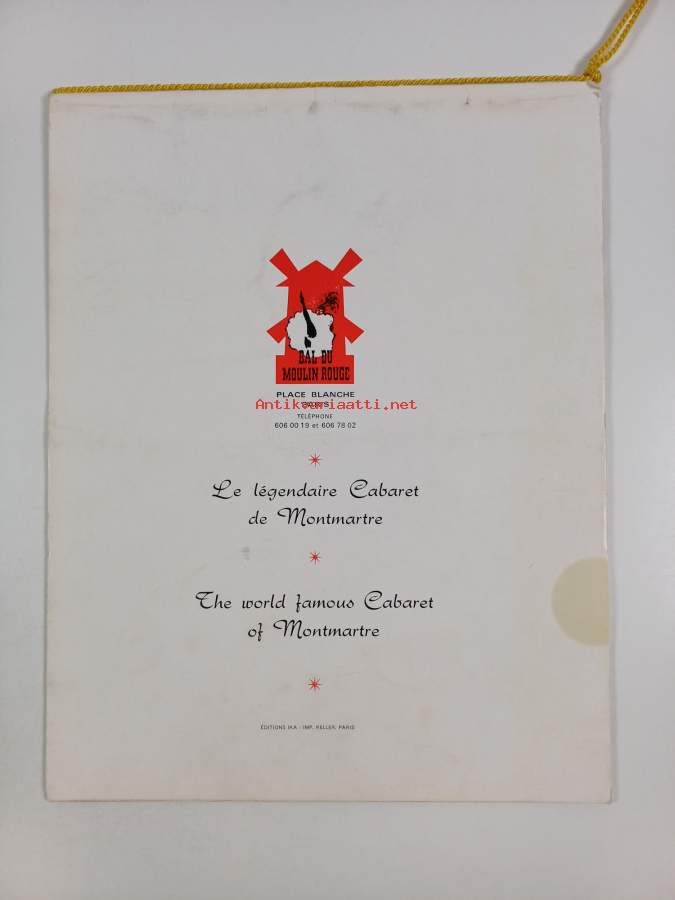 BAL DU
MOULIN ROUGE
PLACE BLANCHE
PARIS
Antikvariaatti.net
TÉLÉPHONE
606 00 19 et 606 78 02
Le légendaire Cabaret
de Montmartre
The world famous Cabaret
of Montmartre
ÉDITIONS IKA - IMP. KELLER, PARIS